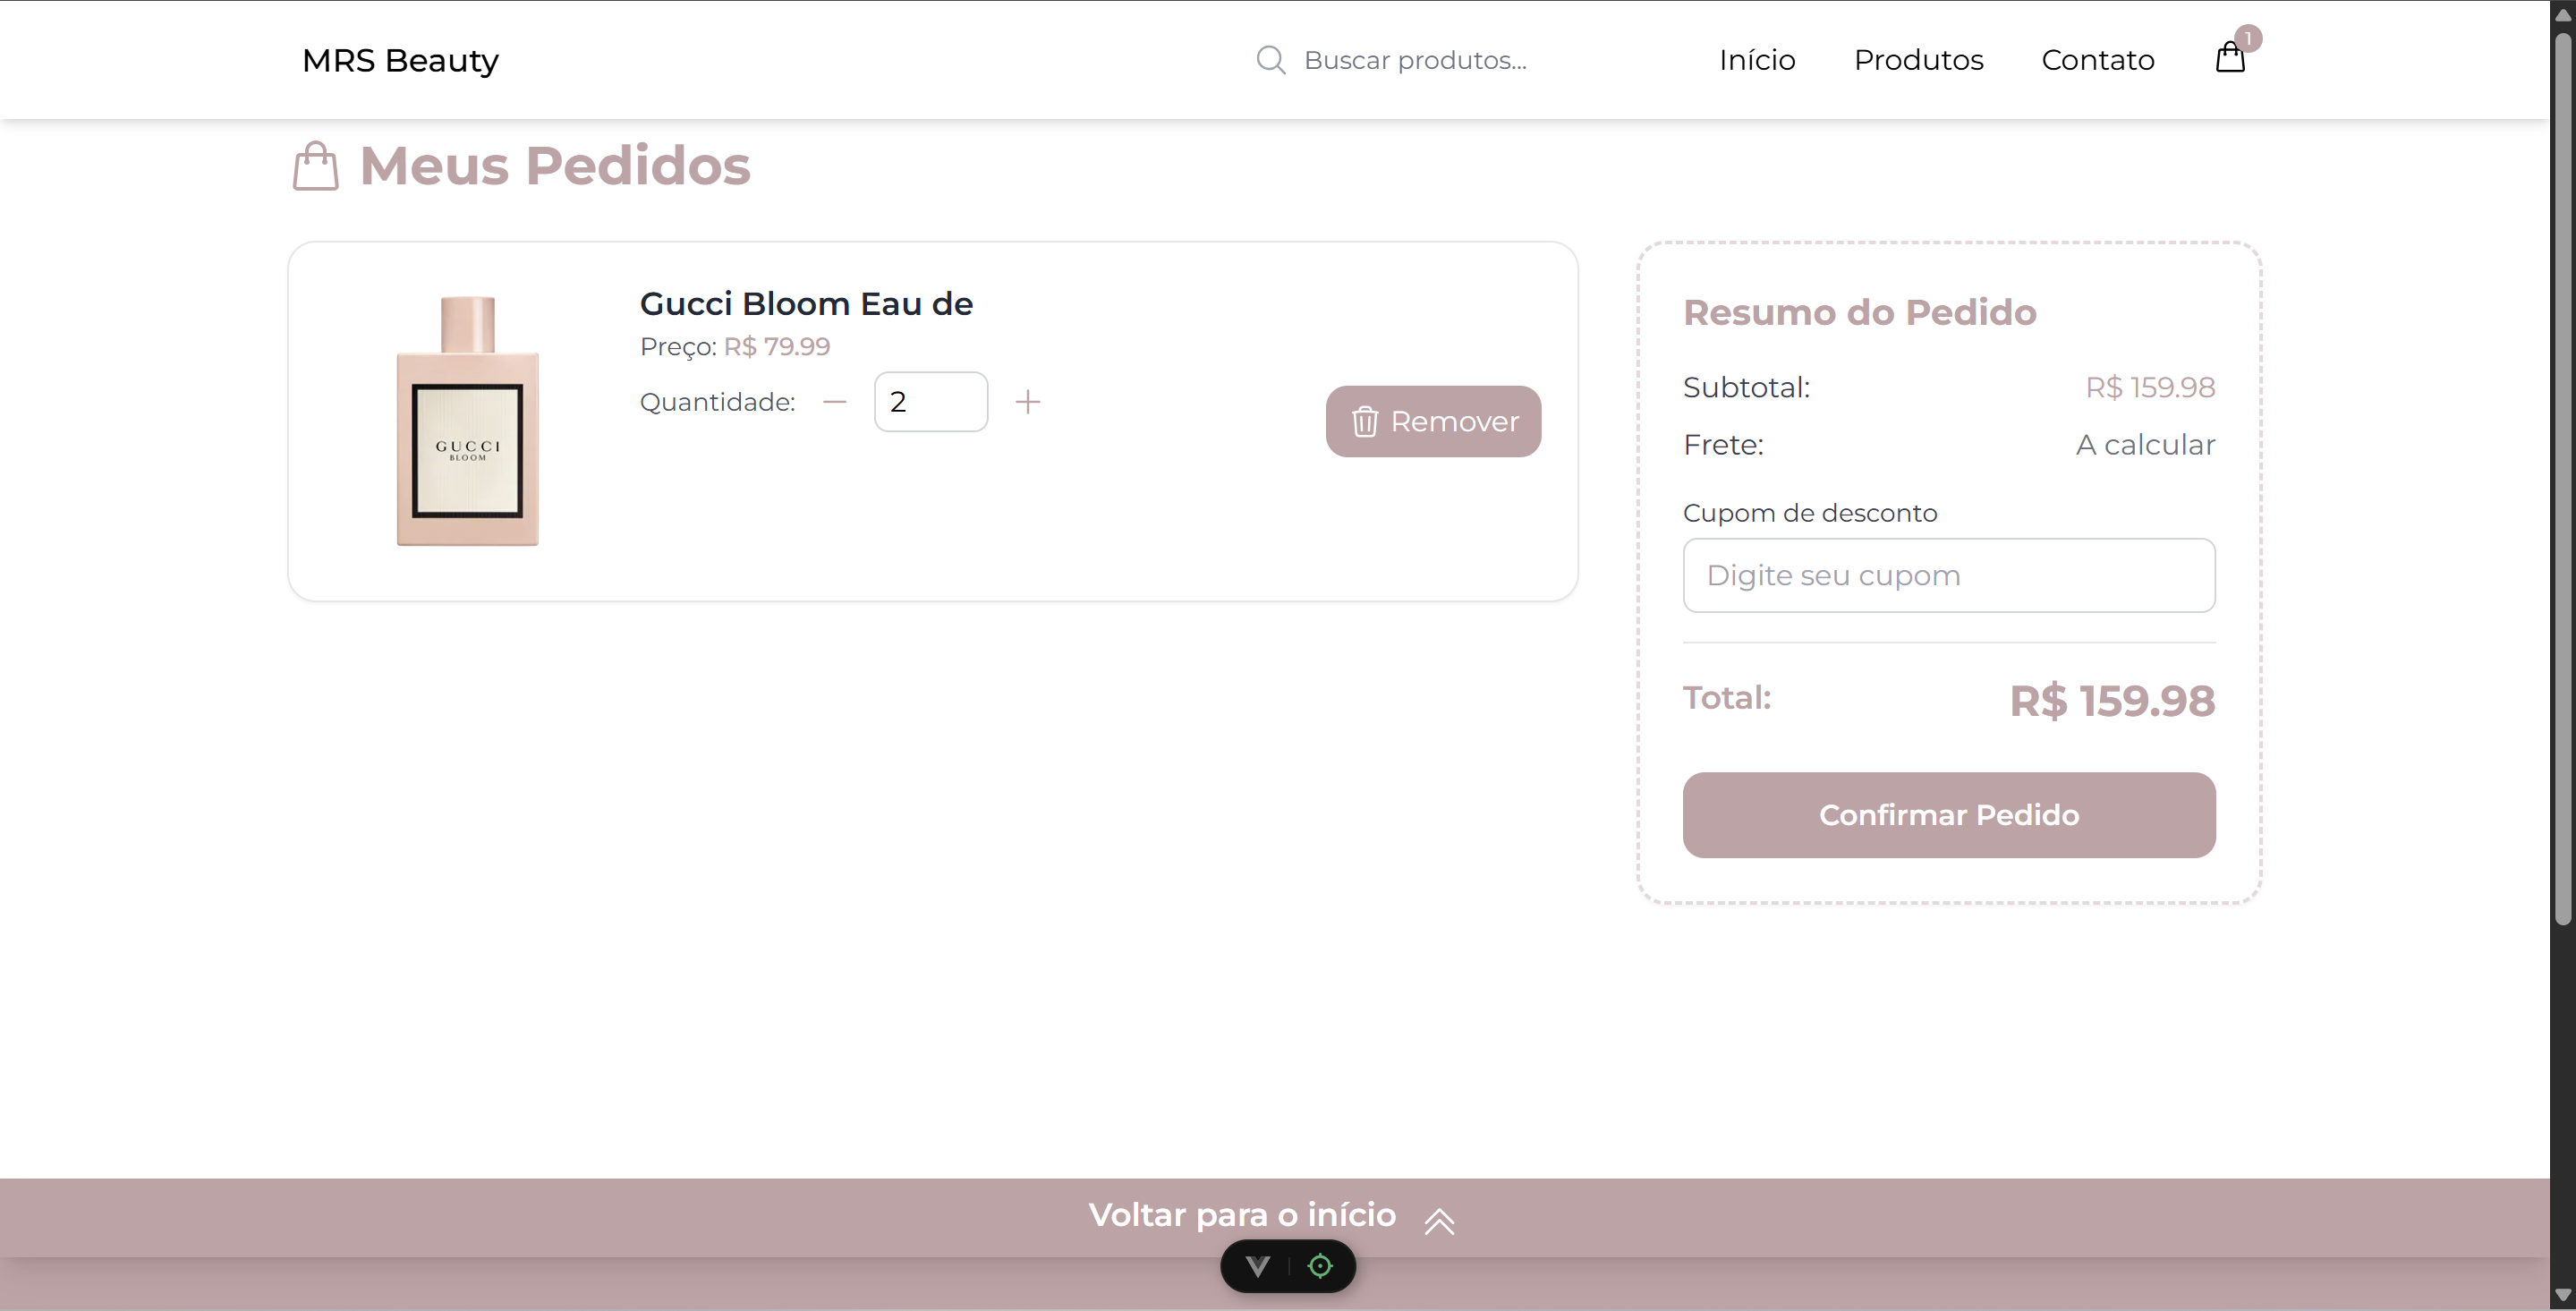 MRS Beauty
Buscar produtos...
Início
Produtos
Contato
1
Meus Pedidos
GUCCI
BLOOM
Gucci Bloom Eau de
Preço: R$ 79.99
Quantidade: 2
Remover
Resumo do Pedido
Subtotal: R$ 159.98
Frete: A calcular
Cupom de desconto
Digite seu cupom
Total: R$ 159.98
Confirmar Pedido
Voltar para o início